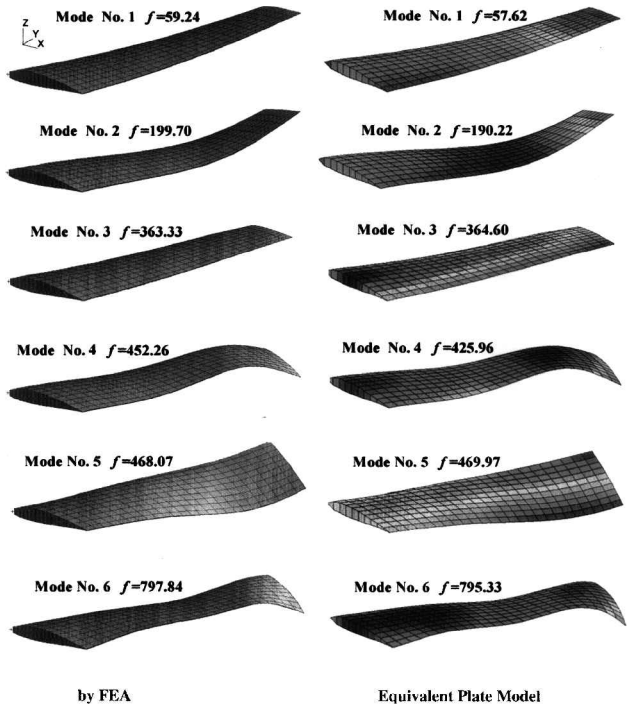 Mode No. 1 f=59.24
Mode No. 1 f=57.62
Z
Y
X
Mode No. 2 f=199.70
Mode No. 2 f=190.22
Mode No. 3 f=363.33
Mode No. 3 f=364.60
Mode No. 4 f=452.26
Mode No. 4 f=425.96
Mode No. 5 f=468.07
Mode No. 5 f=469.97
Mode No. 6 f=797.84
Mode No. 6 f=795.33
by FEA
Equivalent Plate Model